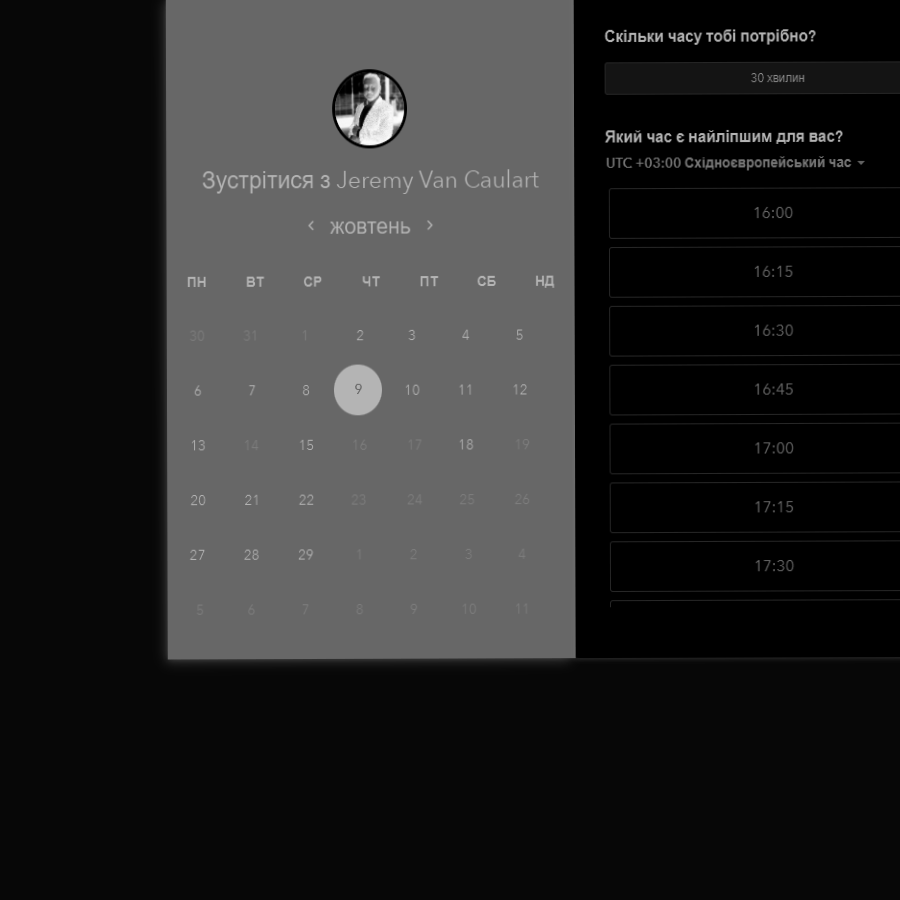 Зустрітися з Jeremy Van Caulart
жовтень
ПН ВТ СР ЧТ ПТ СБ НД
30 31 1 2 3 4 5
6 7 8 9 10 11 12
13 14 15 16 17 18 19
20 21 22 23 24 25 26
27 28 29 1 2 3 4
5 6 7 8 9 10 11
Скільки часу тобі потрібно?
30 хвилин
Який час є найліпшим для вас?
UTC +03:00 Східноєвропейський час
16:00
16:15
16:30
16:45
17:00
17:15
17:30